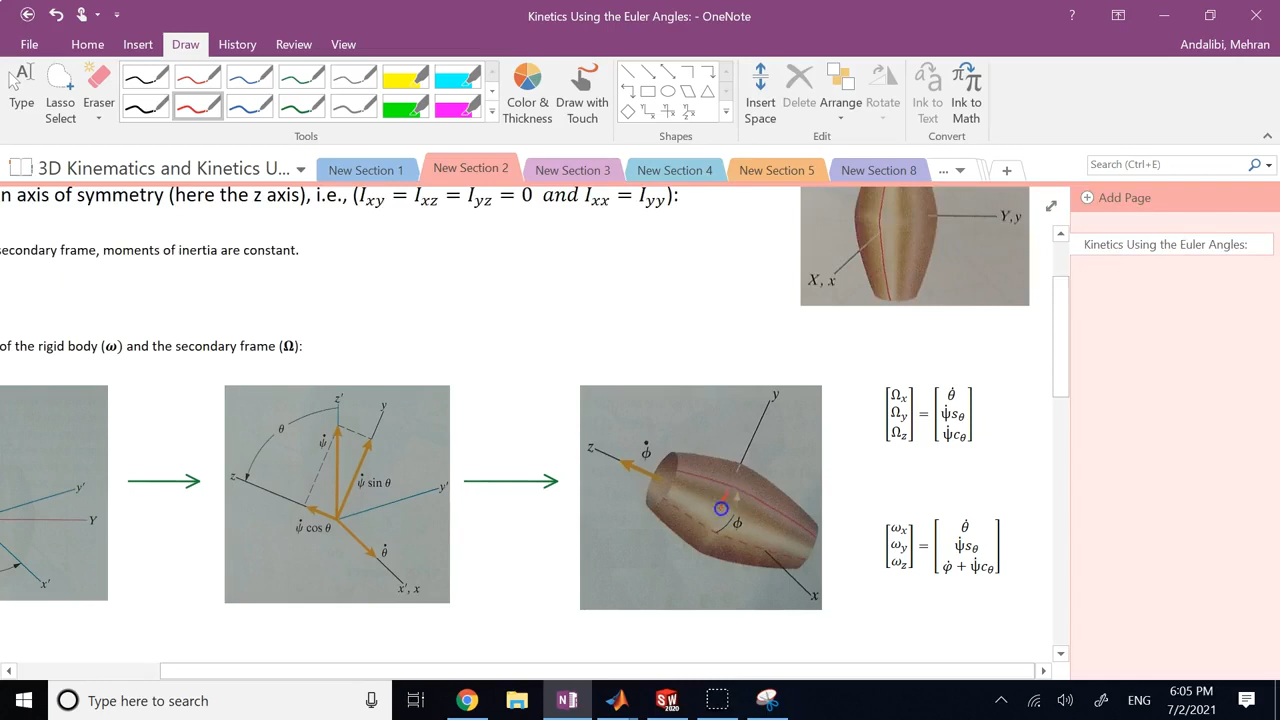 Kinetics Using the Euler Angles: - OneNote
?
File
Home
Insert
Draw
History
Review
View
Andalibi, Mehran
Type
Lasso Select
Eraser
Color & Thickness
Draw with Touch
Insert Space
Delete
Arrange
Rotate
Ink to Text
Ink to Math
Tools
Shapes
Edit
Convert
3D Kinematics and Kinetics U...
New Section 1
New Section 2
New Section 3
New Section 4
New Section 5
New Section 8
...
Search (Ctrl+E)
Add Page
Kinetics Using the Euler Angles:
n axis of symmetry (here the z axis), i.e., (I_xy = I_xz = I_yz = 0 and I_xx = I_yy):
Y, y
X, x
secondary frame, moments of inertia are constant.
of the rigid body (ω) and the secondary frame (Ω):
y'
Y
x'
z'
y
θ
ψ̇
z
ψ̇ sin θ
y'
ψ̇ cos θ
θ̇
x', x
y
z
φ̇
φ
x
[Ω_x Ω_y Ω_z] = [θ̇ ψ̇s_θ ψ̇c_θ]
[ω_x ω_y ω_z] = [θ̇ ψ̇s_θ φ̇ + ψ̇c_θ]
Type here to search
ENG
6:05 PM
7/2/2021